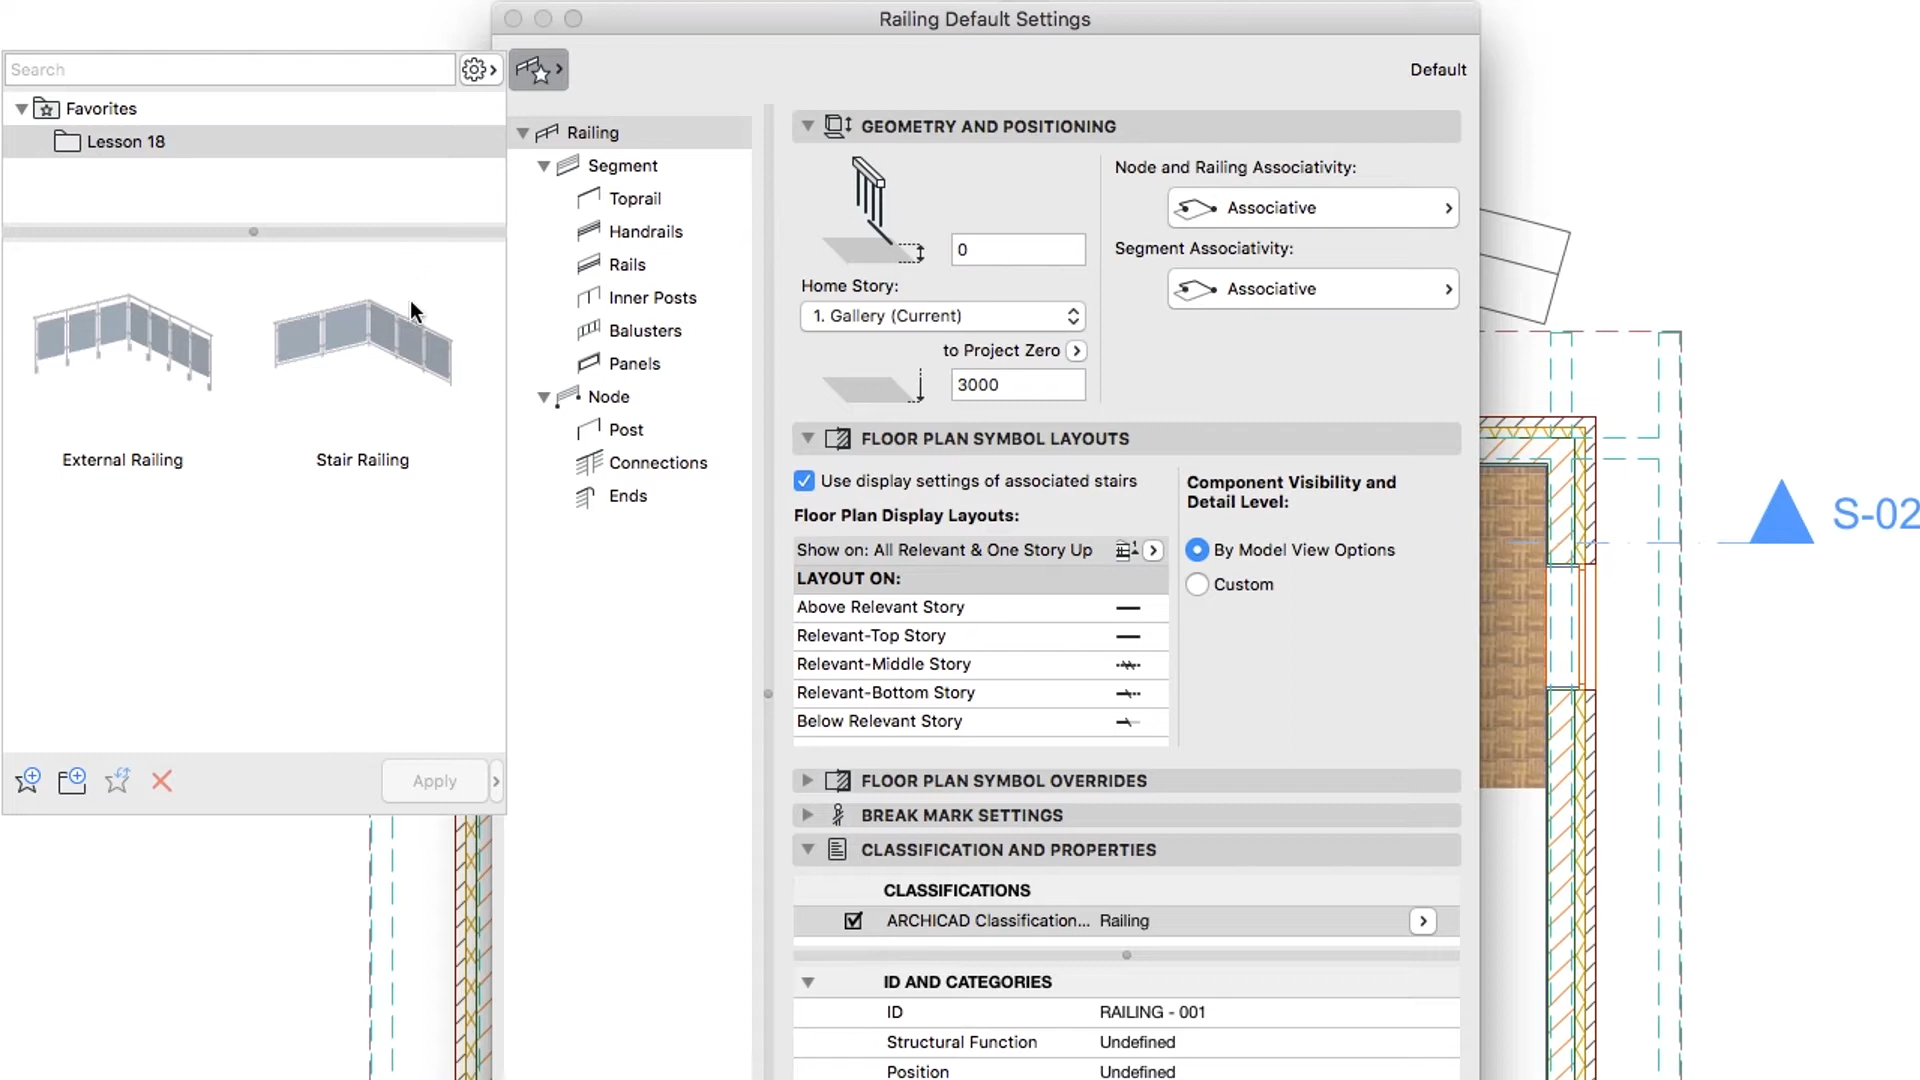 Railing Default Settings
Search
Default
Favorites
Lesson 18
External Railing
Stair Railing
Apply
Railing
Segment
Toprail
Handrails
Rails
Inner Posts
Balusters
Panels
Node
Post
Connections
Ends
GEOMETRY AND POSITIONING
0
Home Story:
1. Gallery (Current)
to Project Zero
3000
Node and Railing Associativity:
Associative
Segment Associativity:
Associative
FLOOR PLAN SYMBOL LAYOUTS
Use display settings of associated stairs
Floor Plan Display Layouts:
Show on: All Relevant & One Story Up
LAYOUT ON:
Above Relevant Story
Relevant-Top Story
Relevant-Middle Story
Relevant-Bottom Story
Below Relevant Story
Component Visibility and
Detail Level:
By Model View Options
Custom
FLOOR PLAN SYMBOL OVERRIDES
BREAK MARK SETTINGS
CLASSIFICATION AND PROPERTIES
CLASSIFICATIONS
ARCHICAD Classification... Railing
ID AND CATEGORIES
ID RAILING - 001
Structural Function Undefined
Position Undefined
S-02